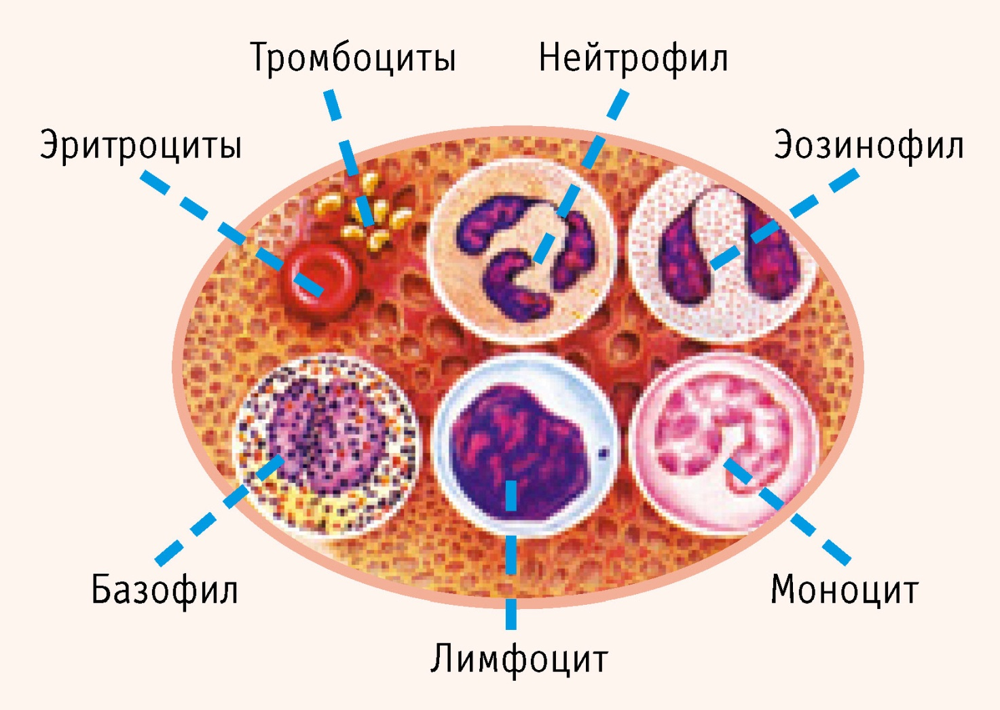 Тромбоциты
Нейтрофил
Эритроциты
Эозинофил
Базофил
Моноцит
Лимфоцит